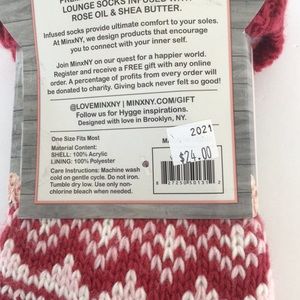 LOUNGE SOCKS INFUSED WITH
ROSE OIL & SHEA BUTTER.
Infused socks provide ultimate comfort to your soles.
At MinxNY, we design products that encourage
you to connect with your inner self.
Join MinxNY on our quest for a happier world.
Register and receive a FREE gift with any online
order. A percentage of profits from every order will
be donated to charity. Giving back never felt so good!
@LOVEMINXNY | MINXNY.COM/GIFT
Follow us for Hygge inspirations.
Designed with love in Brooklyn, NY.
One Size Fits Most
Material Content:
SHELL: 100% Acrylic
LINING: 100% Polyester
Care Instructions: Machine wash
cold on gentle cycle. Do not iron.
Tumble dry low. Use only non-
chlorine bleach when needed.
MA
2021
$24.00